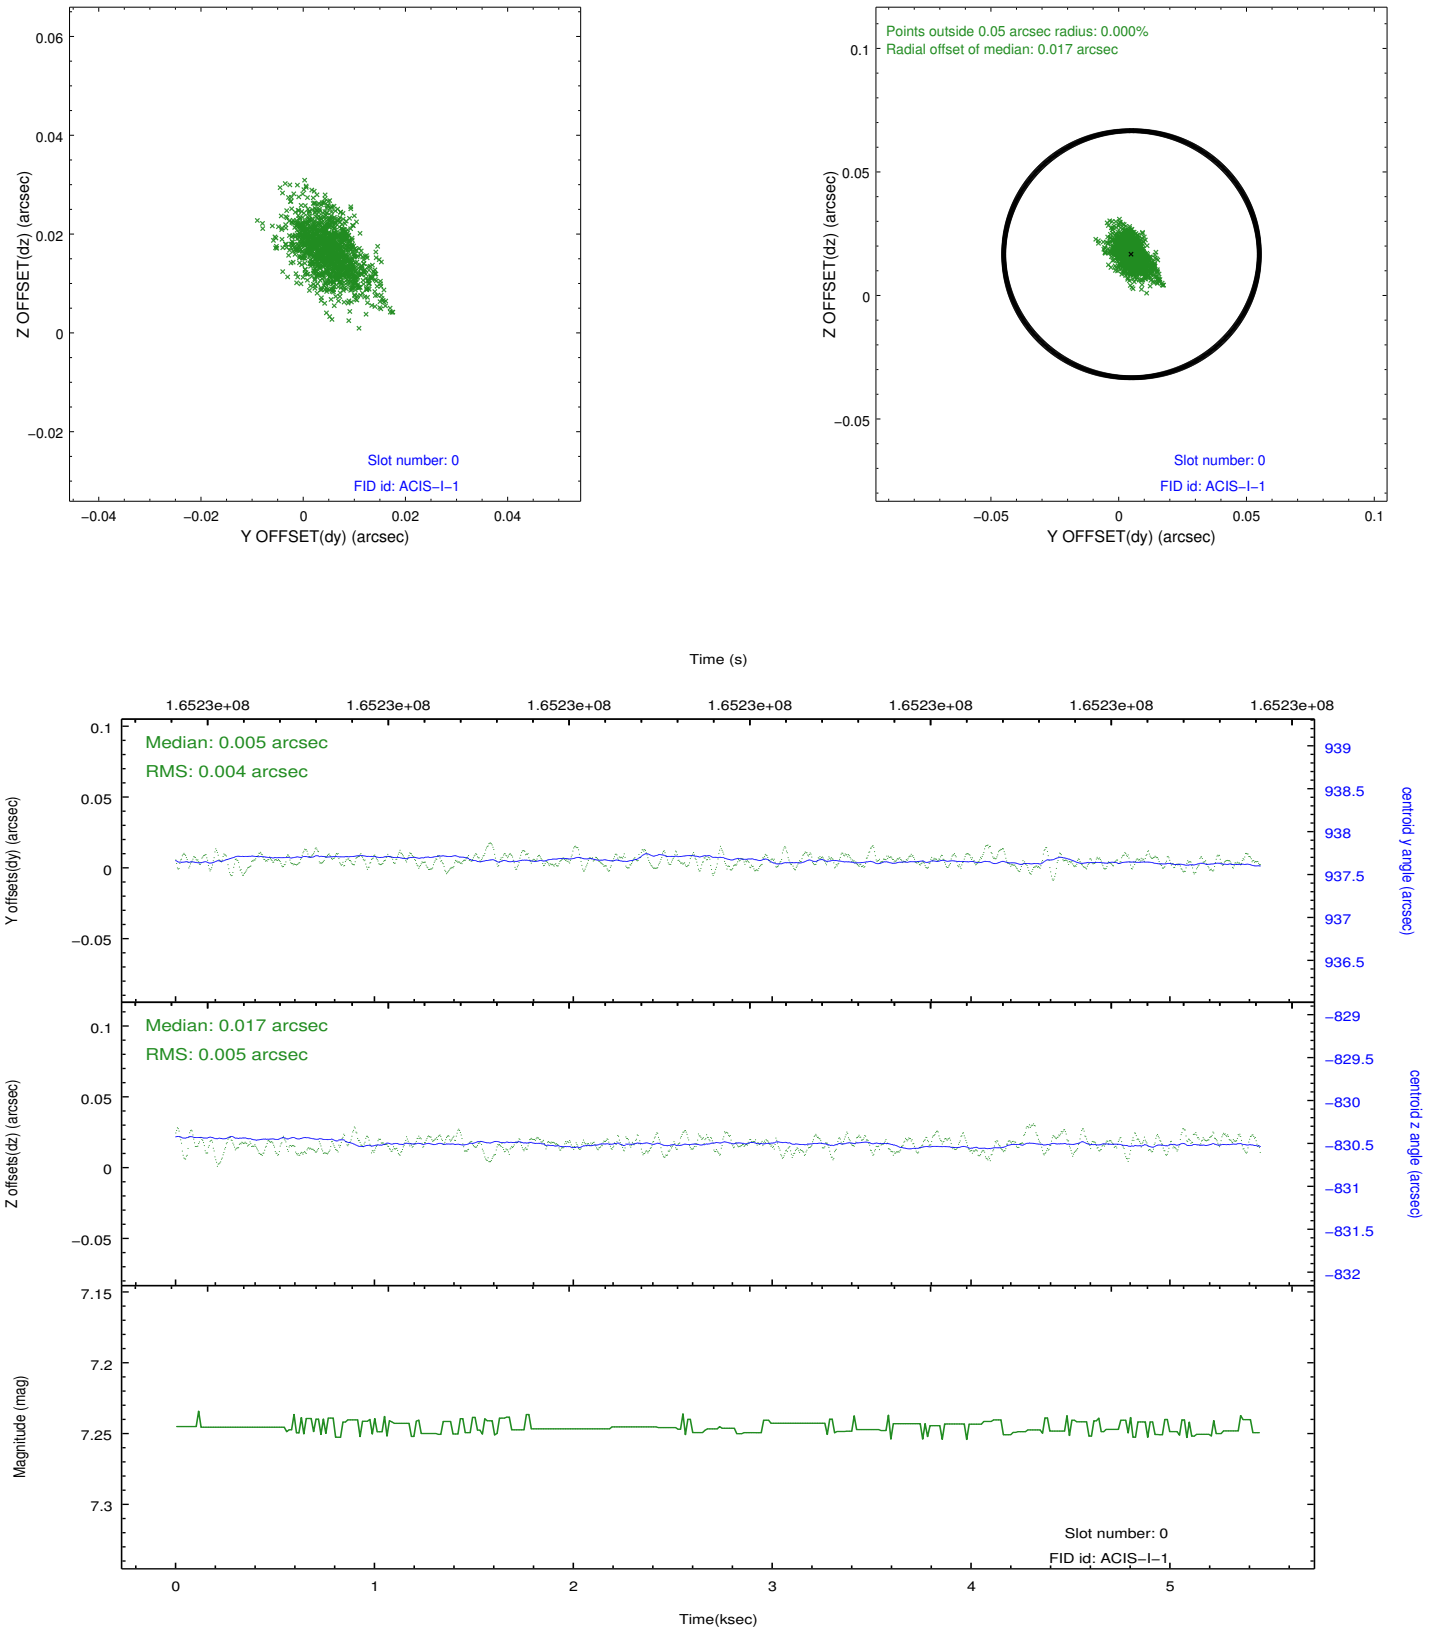 0.06
0.04
0.02
0
−0.02
Z OFFSET(dz) (arcsec)
Slot number: 0
FID id: ACIS−I−1
−0.04
−0.02
0
0.02
0.04
Y OFFSET(dy) (arcsec)
Points outside 0.05 arcsec radius: 0.000%
Radial offset of median: 0.017 arcsec
0.1
0.05
0
−0.05
Z OFFSET(dz) (arcsec)
Slot number: 0
FID id: ACIS−I−1
−0.05
0
0.05
0.1
Y OFFSET(dy) (arcsec)
Time (s)
1.6523e+08
1.6523e+08
1.6523e+08
1.6523e+08
1.6523e+08
1.6523e+08
1.6523e+08
Median: 0.005 arcsec
RMS: 0.004 arcsec
0.1
0.05
0
−0.05
Y offsets(dy) (arcsec)
939
938.5
938
937.5
937
936.5
centroid y angle (arcsec)
Median: 0.017 arcsec
RMS: 0.005 arcsec
0.1
0.05
0
−0.05
Z offsets(dz) (arcsec)
−829
−829.5
−830
−830.5
−831
−831.5
−832
centroid z angle (arcsec)
7.15
7.2
7.25
7.3
Magnitude (mag)
Slot number: 0
FID id: ACIS−I−1
0
1
2
3
4
5
Time(ksec)